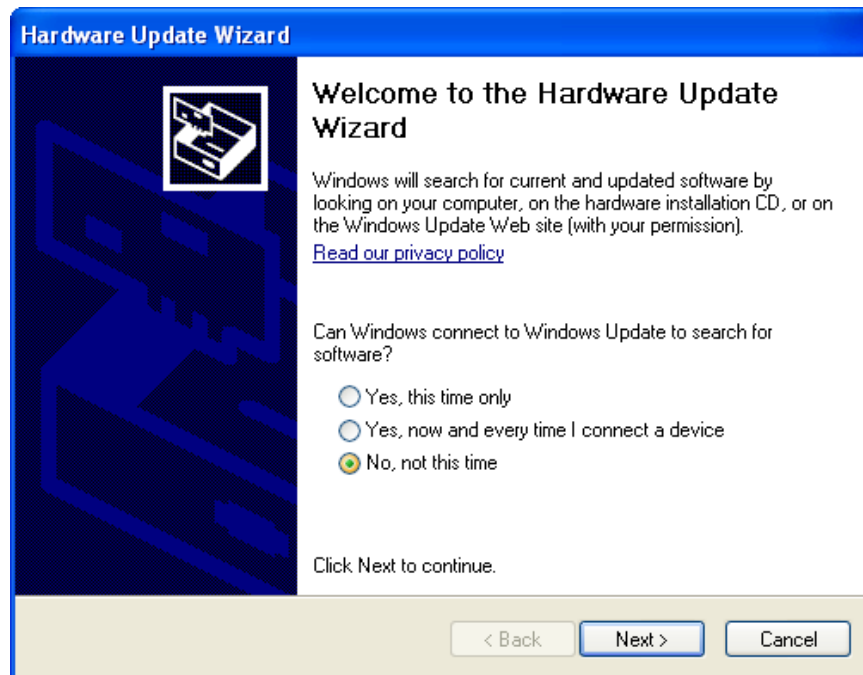 Hardware Update Wizard
Welcome to the Hardware Update
Wizard
Windows will search for current and updated software by
looking on your computer, on the hardware installation CD, or on
the Windows Update Web site (with your permission).
Read our privacy policy
Can Windows connect to Windows Update to search for
software?
Yes, this time only
Yes, now and every time I connect a device
No, not this time
Click Next to continue.
< Back Next > Cancel